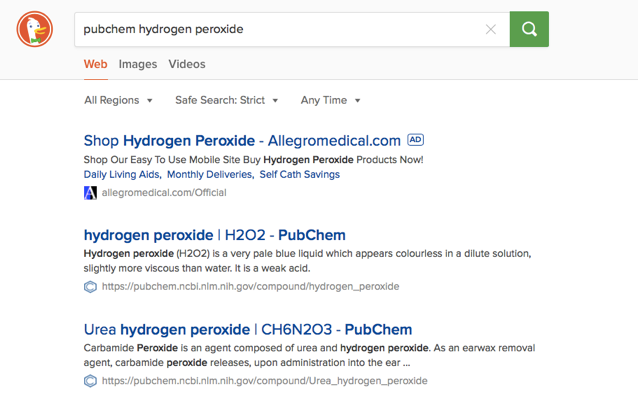 pubchem hydrogen peroxide
Web Images Videos
All Regions Safe Search: Strict Any Time
Shop Hydrogen Peroxide - Allegromedical.com AD
Shop Our Easy To Use Mobile Site Buy Hydrogen Peroxide Products Now!
Daily Living Aids, Monthly Deliveries, Self Cath Savings
allegromedical.com/Official
hydrogen peroxide | H2O2 - PubChem
Hydrogen peroxide (H2O2) is a very pale blue liquid which appears colourless in a dilute solution,
slightly more viscous than water. It is a weak acid.
https://pubchem.ncbi.nlm.nih.gov/compound/hydrogen_peroxide
Urea hydrogen peroxide | CH6N2O3 - PubChem
Carbamide Peroxide is an agent composed of urea and hydrogen peroxide. As an earwax removal
agent, carbamide peroxide releases, upon administration into the ear ...
https://pubchem.ncbi.nlm.nih.gov/compound/Urea_hydrogen_peroxide